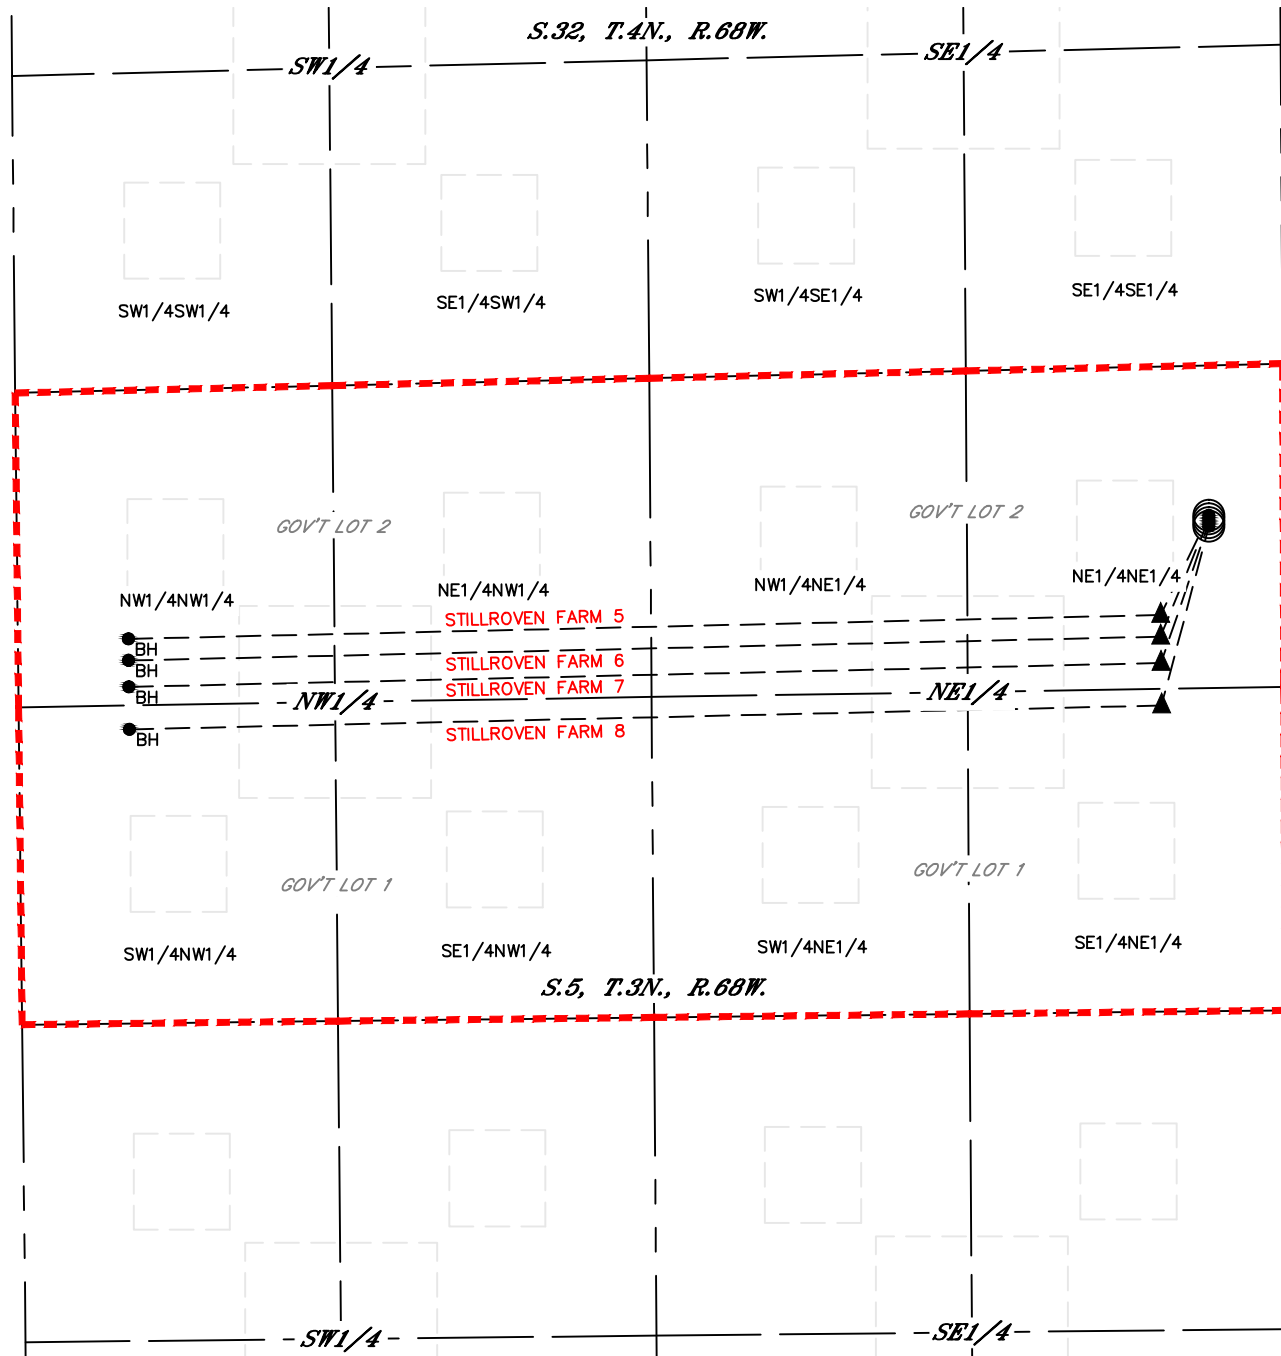 S.32, T.4N., R.68W.
SW1/4
SE1/4
SW1/4SW1/4
SE1/4SW1/4
SW1/4SE1/4
SE1/4SE1/4
GOV'T LOT 2
GOV'T LOT 2
NW1/4NW1/4
NE1/4NW1/4
NW1/4NE1/4
NE1/4NE1/4
STILLROVEN FARM 5
BH
STILLROVEN FARM 6
BH
STILLROVEN FARM 7
BH
NW1/4
NE1/4
STILLROVEN FARM 8
BH
GOV'T LOT 1
GOV'T LOT 1
SW1/4NW1/4
SE1/4NW1/4
SW1/4NE1/4
SE1/4NE1/4
S.5, T.3N., R.68W.
SW1/4
SE1/4